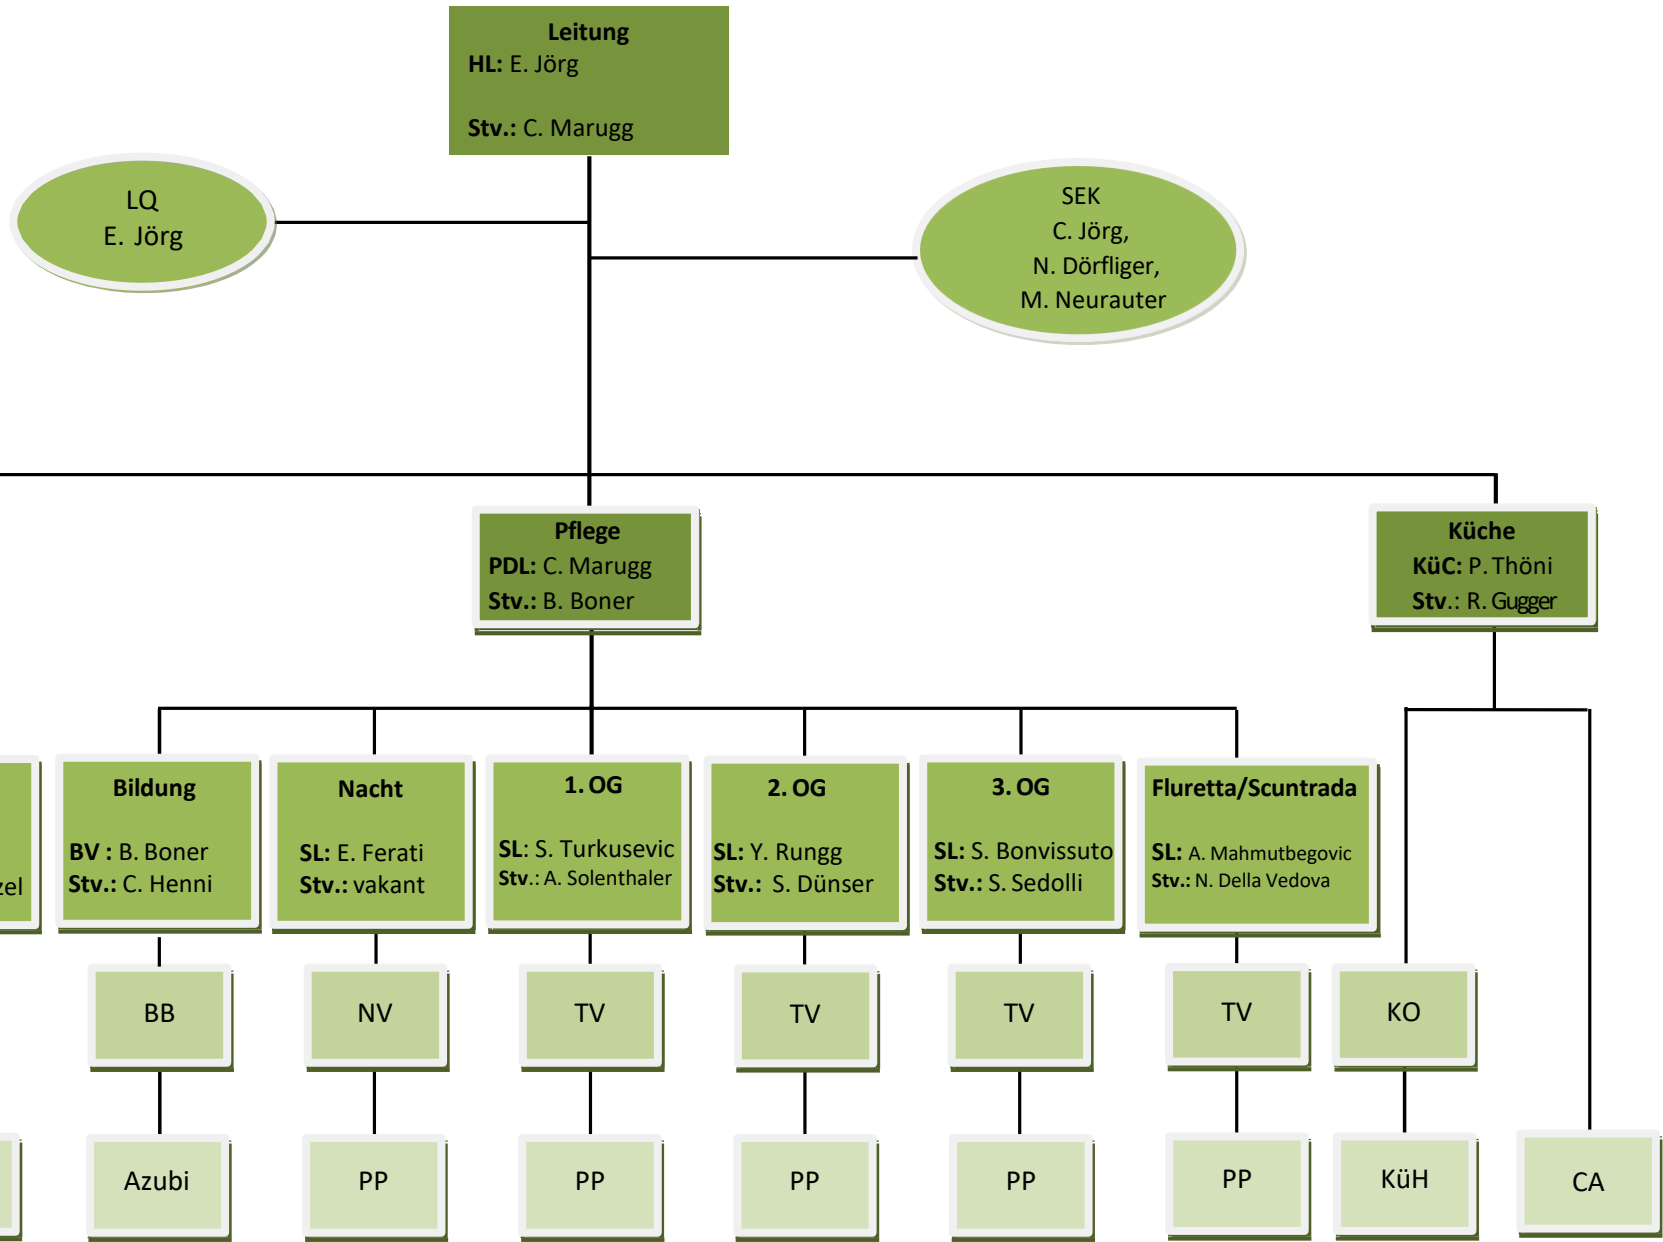 Leitung
HL: E. Jörg
Stv.: C. Marugg
LQ
E. Jörg
SEK
C. Jörg,
N. Dörfliger,
M. Neurauter
Pflege
PDL: C. Marugg
Stv.: B. Boner
Küche
KüC: P. Thöni
Stv.: R. Gugger
zel
Bildung
BV : B. Boner
Stv.: C. Henni
Nacht
SL: E. Ferati
Stv.: vakant
1. OG
SL: S. Turkusevic
Stv.: A. Solenthaler
2. OG
SL: Y. Rungg
Stv.: S. Dünser
3. OG
SL: S. Bonvissuto
Stv.: S. Sedolli
Fluretta/Scuntrada
SL: A. Mahmutbegovic
Stv.: N. Della Vedova
BB
NV
TV
TV
TV
TV
KO
Azubi
PP
PP
PP
PP
PP
KüH
CA